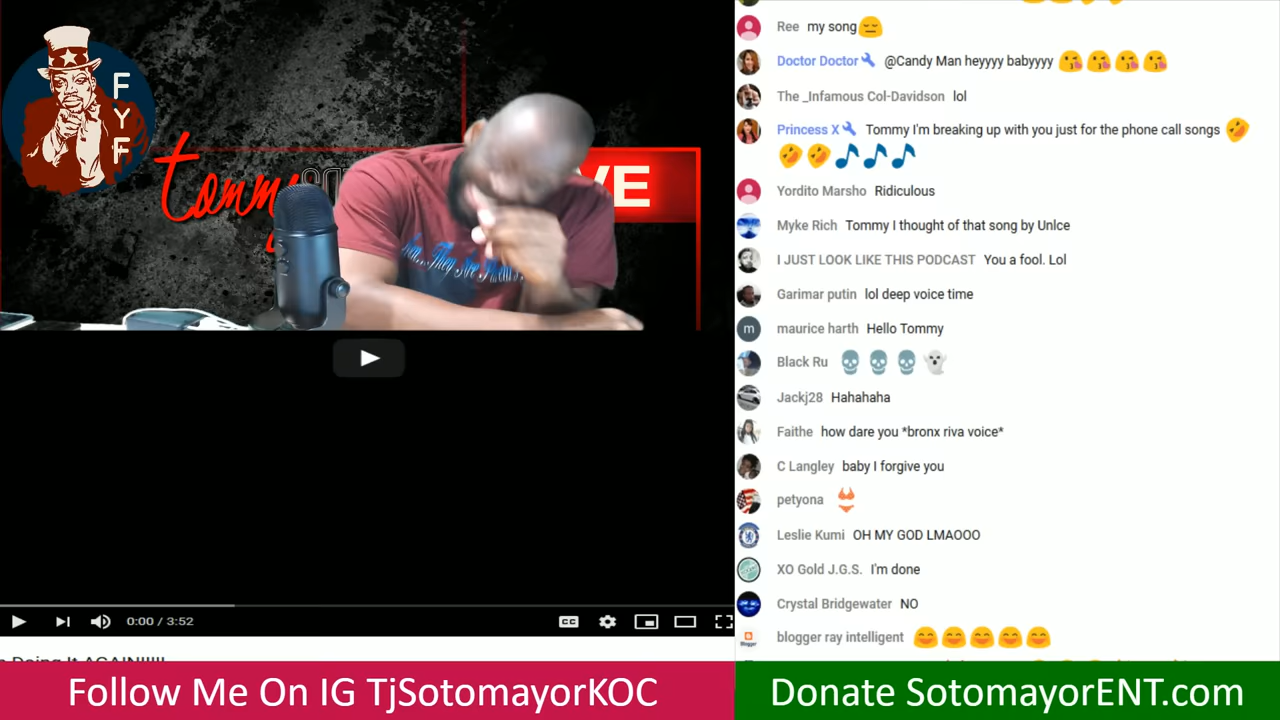 FYF
tommy
VE
0:00 / 3:52
CC
Doing It AGAIN!!!!!
Follow Me On IG TjSotomayorKOC
Ree my song😑
Doctor Doctor @Candy Man heyyyy babyyyy 😘😘😘😘
The _Infamous Col-Davidson lol
Princess X Tommy I'm breaking up with you just for the phone call songs 🤣
🤣🤣🎵🎵🎵
Yordito Marsho Ridiculous
Myke Rich Tommy I thought of that song by Unlce
I JUST LOOK LIKE THIS PODCAST You a fool. Lol
Garimar putin lol deep voice time
m maurice harth Hello Tommy
Black Ru 💀💀💀👻
Jackj28 Hahahaha
Faithe how dare you *bronx riva voice*
C Langley baby I forgive you
petyona 👙
Leslie Kumi OH MY GOD LMAOOO
XO Gold J.G.S. I'm done
Crystal Bridgewater NO
Blogger blogger ray intelligent 😊😊😊😊😊
Donate SotomayorENT.com